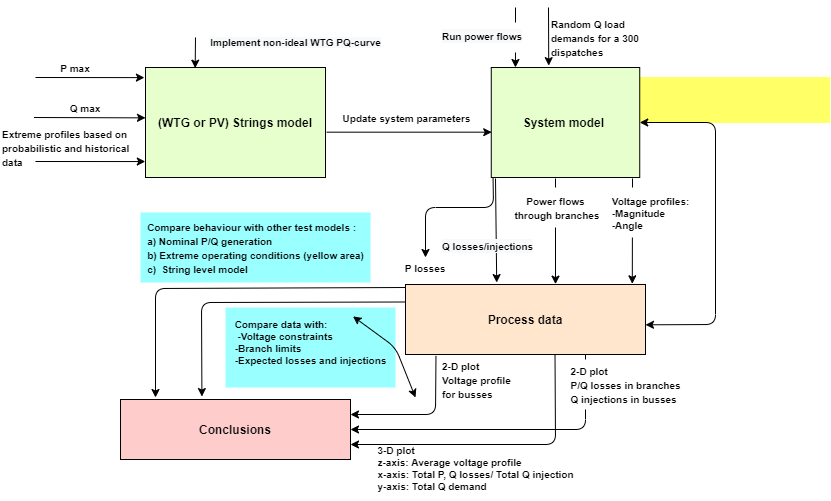 Implement non-ideal WTG PQ-curve
Run power flows
Random Q load
demands for a 300
dispatches
P max
Q max
Extreme profiles based on
probabilistic and historical
data
(WTG or PV) Strings model
Update system parameters
System model
Power flows
through branches
Voltage profiles:
-Magnitude
-Angle
Q losses/injections
P losses
Compare behaviour with other test models :
a) Nominal P/Q generation
b) Extreme operating conditions (yellow area)
c) String level model
Process data
Compare data with:
-Voltage constraints
-Branch limits
-Expected losses and injections
2-D plot
Voltage profile
for busses
2-D plot
P/Q losses in branches
Q injections in busses
Conclusions
3-D plot
z-axis: Average voltage profile
x-axis: Total P, Q losses/ Total Q injection
y-axis: Total Q demand